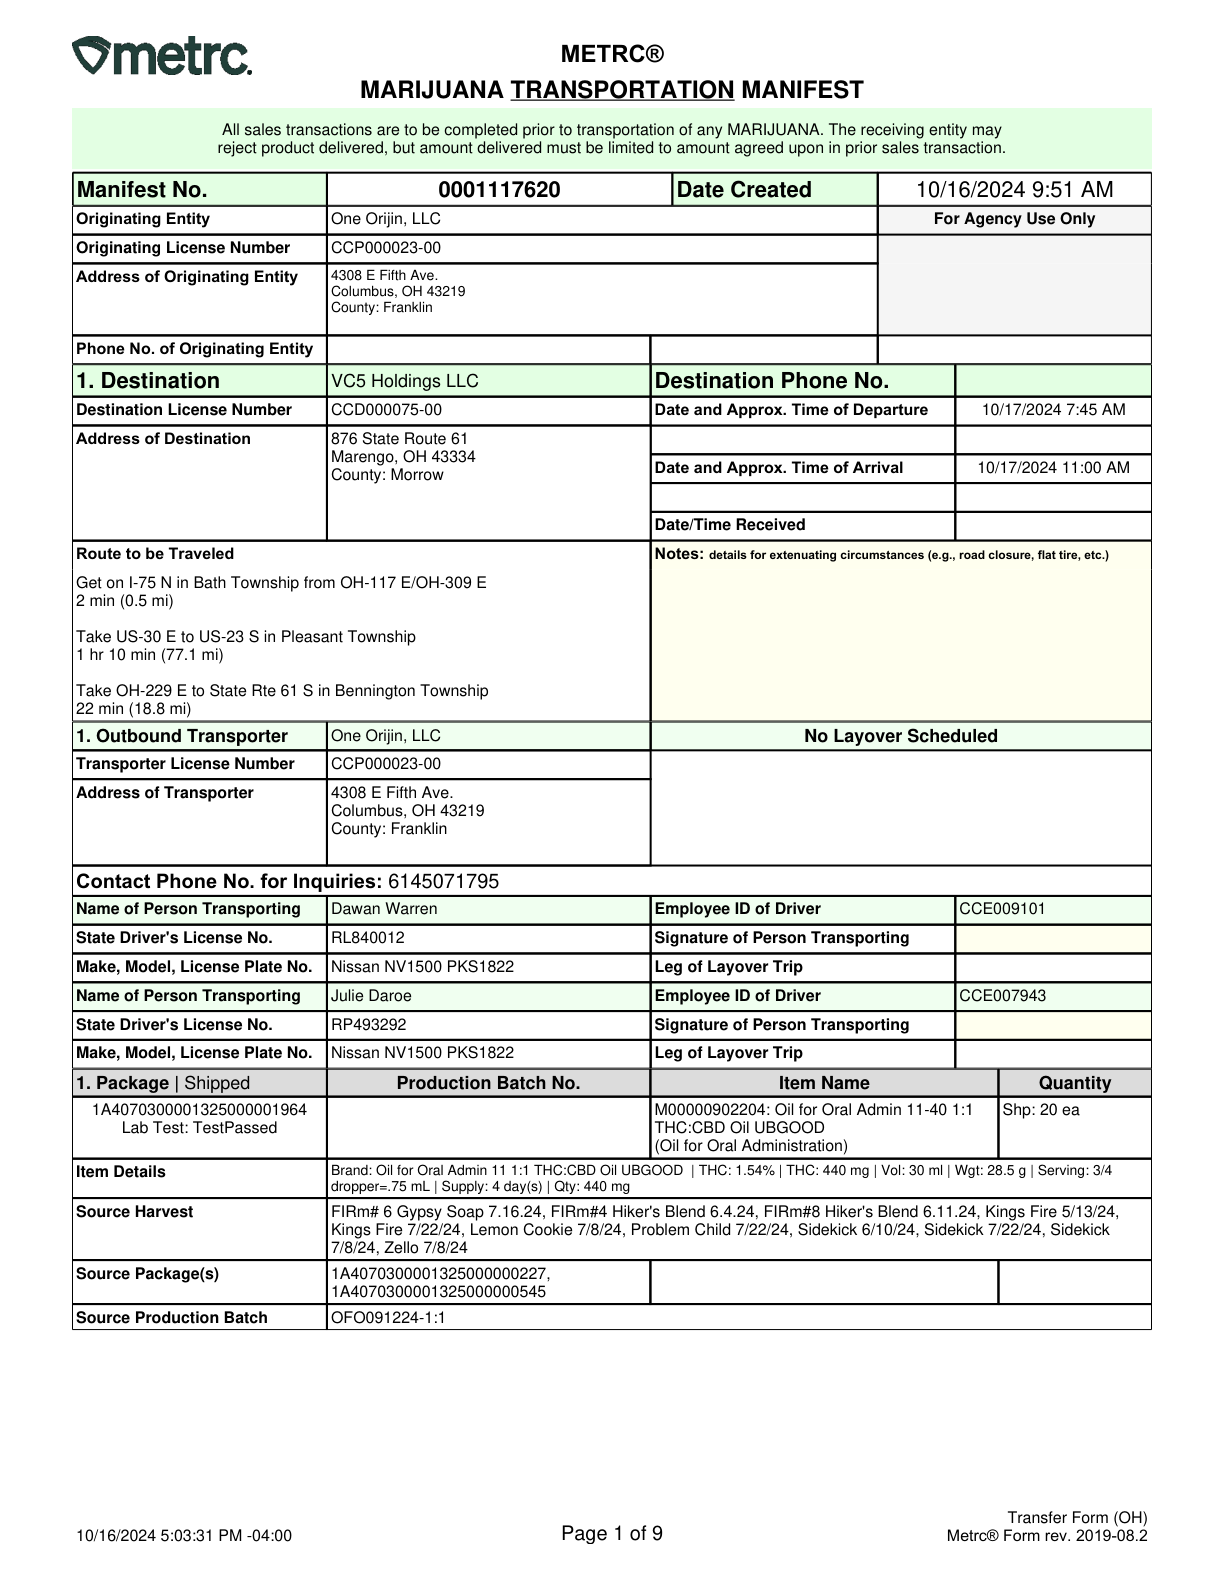 metrc.
METRC®
MARIJUANA TRANSPORTATION MANIFEST
All sales transactions are to be completed prior to transportation of any MARIJUANA. The receiving entity may
reject product delivered, but amount delivered must be limited to amount agreed upon in prior sales transaction.
Manifest No. 0001117620 Date Created 10/16/2024 9:51 AM
Originating Entity One Orijin, LLC For Agency Use Only
Originating License Number CCP000023-00
Address of Originating Entity 4308 E Fifth Ave.
Columbus, OH 43219
County: Franklin
Phone No. of Originating Entity
1. Destination VC5 Holdings LLC Destination Phone No.
Destination License Number CCD000075-00 Date and Approx. Time of Departure 10/17/2024 7:45 AM
Address of Destination 876 State Route 61
Marengo, OH 43334
County: Morrow
Date and Approx. Time of Arrival 10/17/2024 11:00 AM
Date/Time Received
Route to be Traveled
Get on I-75 N in Bath Township from OH-117 E/OH-309 E
2 min (0.5 mi)
Take US-30 E to US-23 S in Pleasant Township
1 hr 10 min (77.1 mi)
Take OH-229 E to State Rte 61 S in Bennington Township
22 min (18.8 mi)
Notes: details for extenuating circumstances (e.g., road closure, flat tire, etc.)
1. Outbound Transporter One Orijin, LLC No Layover Scheduled
Transporter License Number CCP000023-00
Address of Transporter 4308 E Fifth Ave.
Columbus, OH 43219
County: Franklin
Contact Phone No. for Inquiries: 6145071795
Name of Person Transporting Dawan Warren Employee ID of Driver CCE009101
State Driver's License No. RL840012 Signature of Person Transporting
Make, Model, License Plate No. Nissan NV1500 PKS1822 Leg of Layover Trip
Name of Person Transporting Julie Daroe Employee ID of Driver CCE007943
State Driver's License No. RP493292 Signature of Person Transporting
Make, Model, License Plate No. Nissan NV1500 PKS1822 Leg of Layover Trip
1. Package | Shipped Production Batch No. Item Name Quantity
1A4070300001325000001964
Lab Test: TestPassed
M00000902204: Oil for Oral Admin 11-40 1:1
THC:CBD Oil UBGOOD
(Oil for Oral Administration)
Shp: 20 ea
Item Details Brand: Oil for Oral Admin 11 1:1 THC:CBD Oil UBGOOD | THC: 1.54% | THC: 440 mg | Vol: 30 ml | Wgt: 28.5 g | Serving: 3/4
dropper=.75 mL | Supply: 4 day(s) | Qty: 440 mg
Source Harvest FIRm# 6 Gypsy Soap 7.16.24, FIRm#4 Hiker's Blend 6.4.24, FIRm#8 Hiker's Blend 6.11.24, Kings Fire 5/13/24,
Kings Fire 7/22/24, Lemon Cookie 7/8/24, Problem Child 7/22/24, Sidekick 6/10/24, Sidekick 7/22/24, Sidekick
7/8/24, Zello 7/8/24
Source Package(s) 1A4070300001325000000227,
1A4070300001325000000545
Source Production Batch OFO091224-1:1
10/16/2024 5:03:31 PM -04:00 Page 1 of 9 Transfer Form (OH)
Metrc® Form rev. 2019-08.2